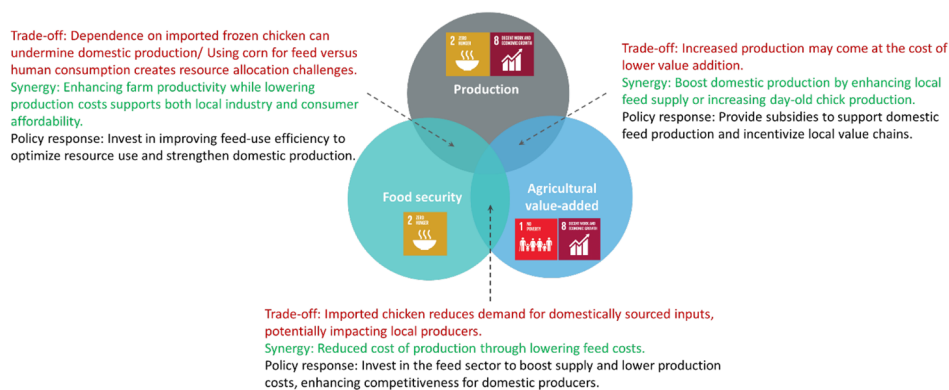 Trade-off: Dependence on imported frozen chicken can
undermine domestic production/ Using corn for feed versus
human consumption creates resource allocation challenges.
Synergy: Enhancing farm productivity while lowering
production costs supports both local industry and consumer
affordability.
Policy response: Invest in improving feed-use efficiency to
optimize resource use and strengthen domestic production.
2 ZERO HUNGER
8 DECENT WORK AND
ECONOMIC GROWTH
Production
Trade-off: Increased production may come at the cost of
lower value addition.
Synergy: Boost domestic production by enhancing local
feed supply or increasing day-old chick production.
Policy response: Provide subsidies to support domestic
feed production and incentivize local value chains.
Food security
2 ZERO HUNGER
Agricultural
value-added
1 NO POVERTY
8 DECENT WORK AND
ECONOMIC GROWTH
Trade-off: Imported chicken reduces demand for domestically sourced inputs,
potentially impacting local producers.
Synergy: Reduced cost of production through lowering feed costs.
Policy response: Invest in the feed sector to boost supply and lower production
costs, enhancing competitiveness for domestic producers.